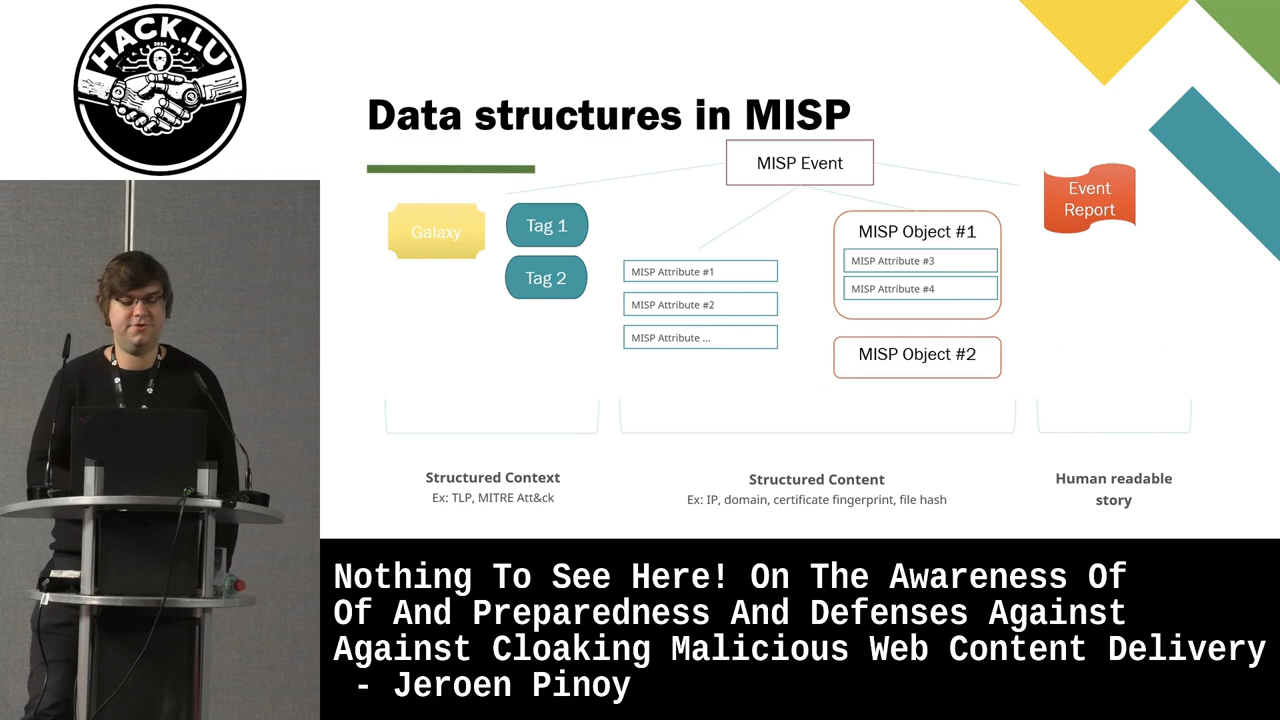 HACK.LU
2024
Data structures in MISP
MISP Event
Galaxy
Tag 1
Tag 2
MISP Attribute #1
MISP Attribute #2
MISP Attribute ...
MISP Object #1
MISP Attribute #3
MISP Attribute #4
MISP Object #2
Event
Report
Structured Context
Ex: TLP, MITRE Att&ck
Structured Content
Ex: IP, domain, certificate fingerprint, file hash
Human readable
story
Nothing To See Here! On The Awareness Of
Of And Preparedness And Defenses Against
Against Cloaking Malicious Web Content Delivery
- Jeroen Pinoy